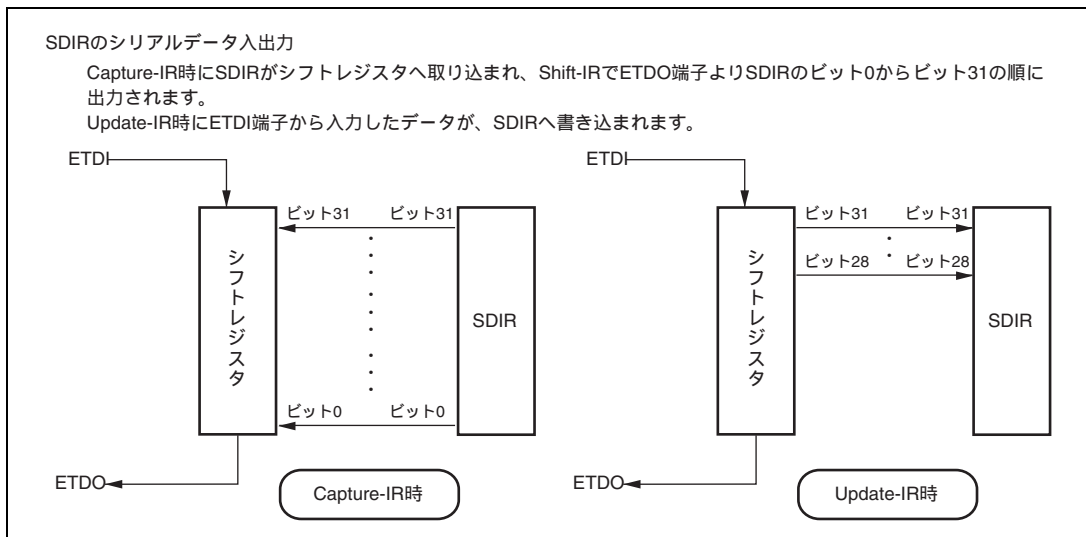 SDIRのシリアルデータ入出力
Capture-IR時にSDIRがシフトレジスタへ取り込まれ、Shift-IRでETDO端子よりSDIRのビット0からビット31の順に
出力されます。
Update-IR時にETDI端子から入力したデータが、SDIRへ書き込まれます。
ETDI
ビット31 ビット31
シフトレジスタ
SDIR
ビット0 ビット0
ETDO
Capture-IR時
ETDI
ビット31 ビット31
ビット28 ビット28
シフトレジスタ
SDIR
ETDO
Update-IR時